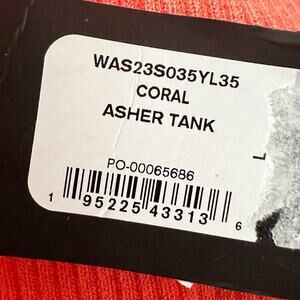 WAS23S035YL35
CORAL
ASHER TANK
L
PO-00065686
1 95225 43313 6